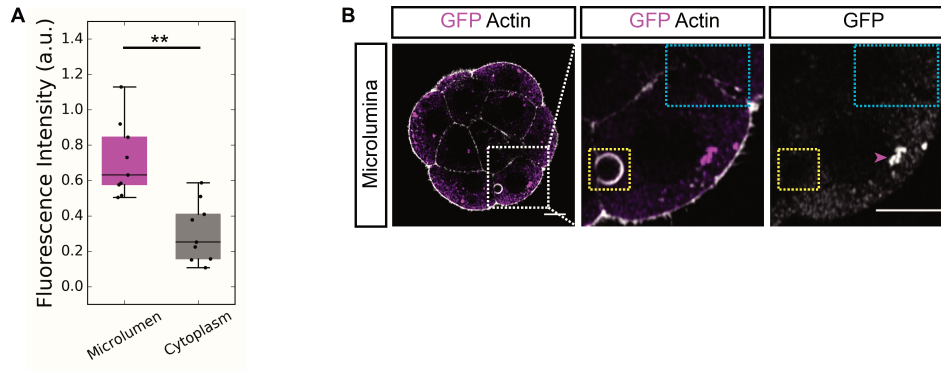 A
Fluorescence Intensity (a.u.)
1.4
1.2
1.0
0.8
0.6
0.4
0.2
0.0
**
Microlumen
Cytoplasm
B
GFP Actin
GFP Actin
GFP
Microlumina